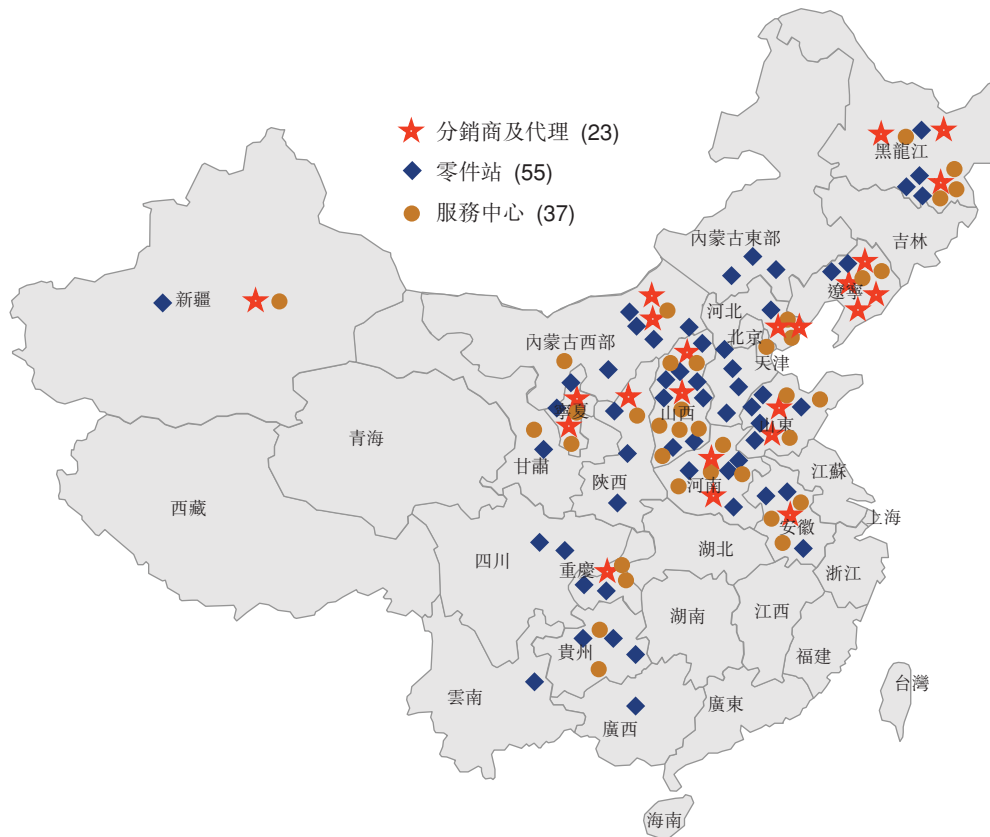 分銷商及代理 (23)
零件站 (55)
服務中心 (37)
黑龍江
吉林
內蒙古東部
遼寧
新疆
河北
北京
內蒙古西部
天津
寧夏
山西
山東
青海
甘肅
江蘇
陝西
河南
西藏
上海
安徽
湖北
四川
重慶
浙江
江西
湖南
貴州
福建
台灣
雲南
廣東
廣西
海南